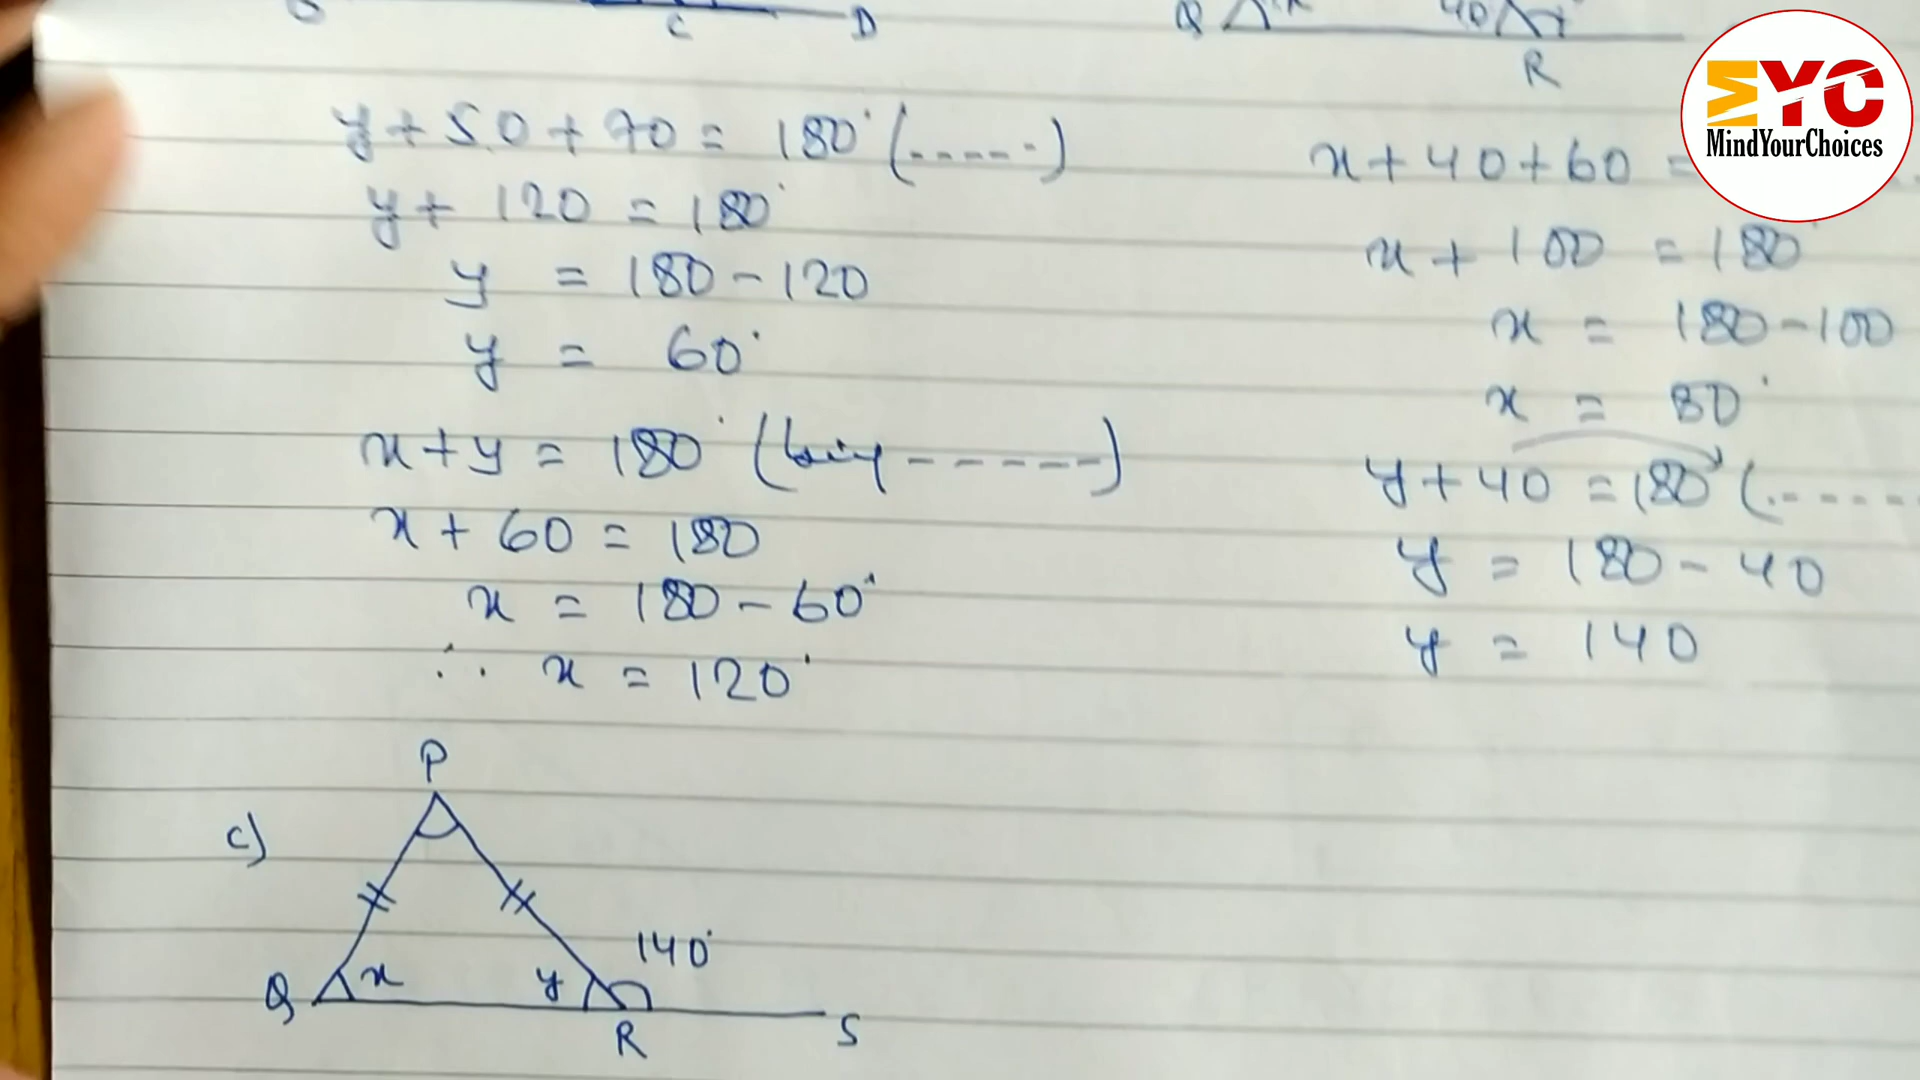 C D
40
R
y + 50 + 70 = 180° (-----)
y + 120 = 180°
y = 180 - 120
y = 60°
x + y = 180° (-----)
x + 60 = 180
x = 180 - 60°
∴ x = 120°
x + 40 + 60 =
x + 100 = 180°
x = 180 - 100
x = 80°
y + 40 = 180° (-----
y = 180 - 40
y = 140
c)
P
140°
Q x y
R S
MYC
MindYourChoices